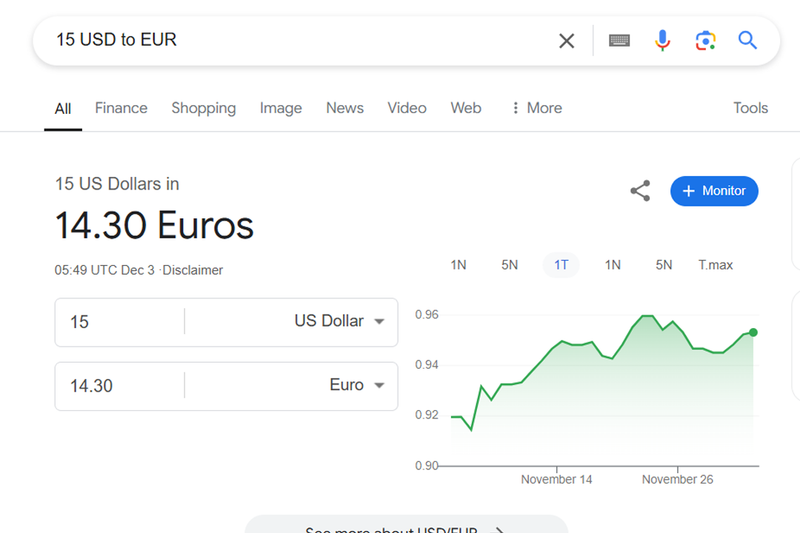 15 USD to EUR
All Finance Shopping Image News Video Web More Tools
15 US Dollars in
14.30 Euros
Monitor
05:49 UTC Dec 3 ·Disclaimer
1N 5N 1T 1N 5N T.max
15 US Dollar
14.30 Euro
0.96
0.94
0.92
0.90
November 14 November 26
See more about USD/EUR